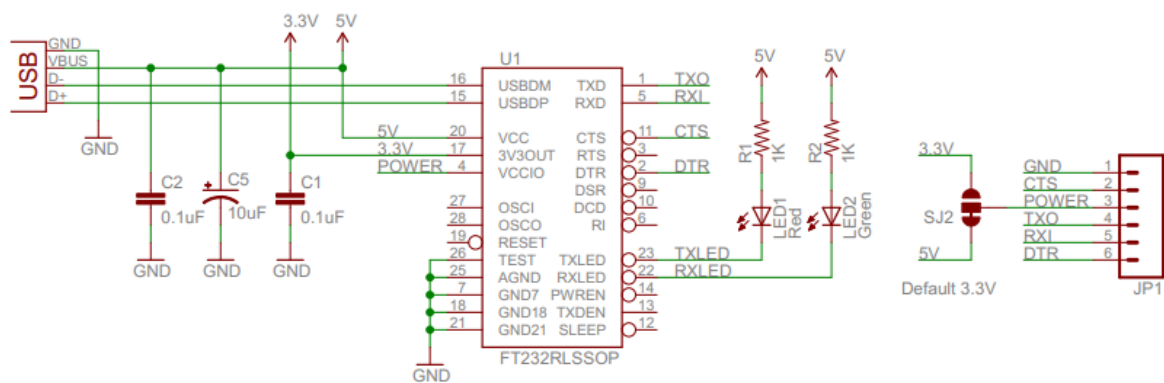 3.3V 5V
USB
GND
VBUS
D-
D+
GND
C2
0.1uF
GND
C5
+
10uF
GND
C1
0.1uF
GND
5V
3.3V
POWER
U1
16 USBDM TXD 1 TXO
15 USBDP RXD 5 RXI
20 VCC CTS 11 CTS
17 3V3OUT RTS 3
4 VCCIO DTR 2 DTR
DSR 9
27 OSCI DCD 10
28 OSCO RI 6
19 RESET
26 TEST TXLED 23 TXLED
25 AGND RXLED 22 RXLED
7 GND7 PWREN 14
18 GND18 TXDEN 13
21 GND21 SLEEP 12
FT232RLSSOP
GND
5V
R1
1K
LED1
Red
5V
R2
1K
LED2
Green
3.3V
SJ2
5V
Default 3.3V
GND 1
CTS 2
POWER 3
TXO 4
RXI 5
DTR 6
JP1